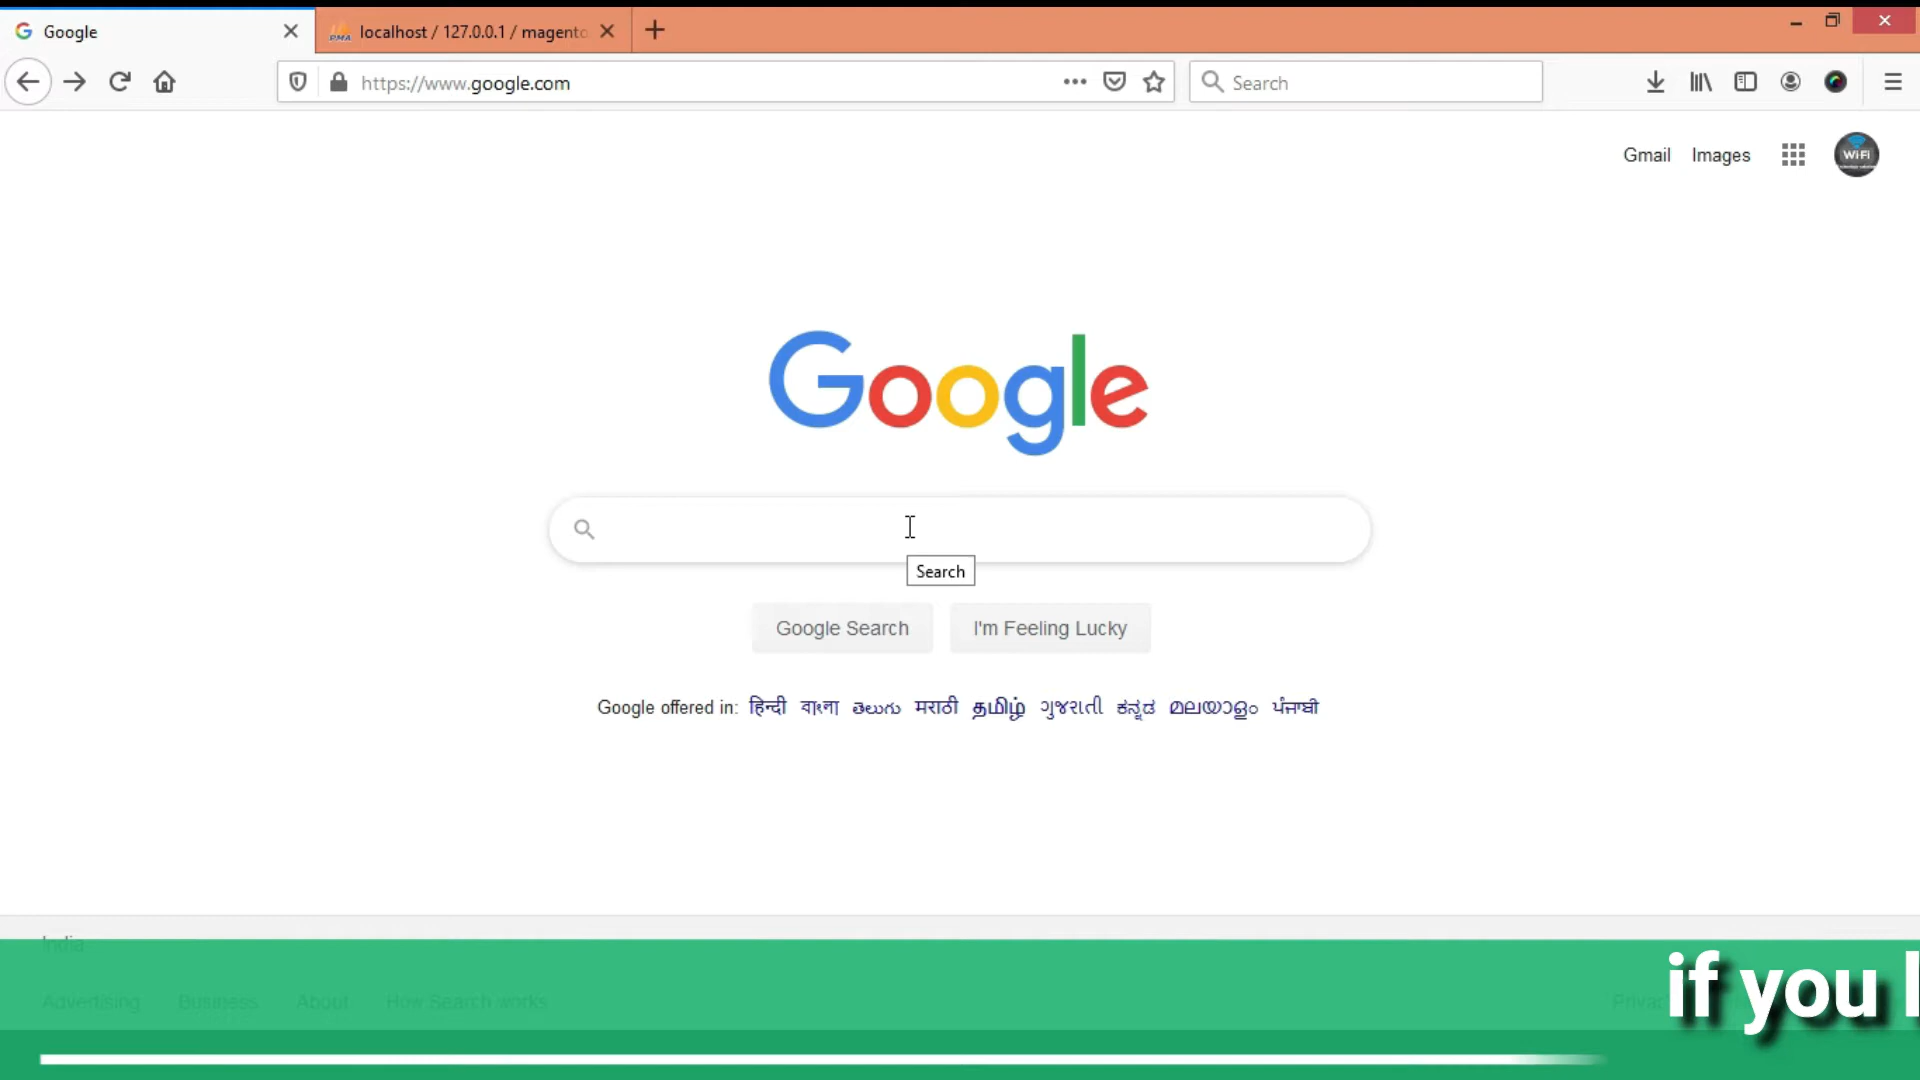 Google
PMA localhost / 127.0.0.1 / magento
https://www.google.com
Search
Gmail Images
WiFi
Google
Search
Google Search I'm Feeling Lucky
Google offered in: हिन्दी বাংলা తెలుగు मराठी தமிழ் ગુજરાતી ಕನ್ನಡ മലയാളം ਪੰਜਾਬੀ
India
Advertising Business About How Search works
if you